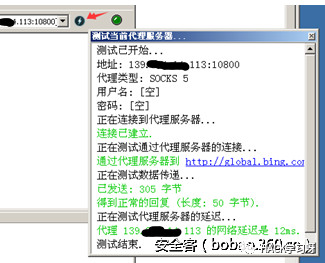 .113:10800
测试当前代理服务器...
测试已开始...
地址: 139. .113:10800
代理类型: SOCKS 5
用户名: [空]
密码: [空]
正在连接到代理服务器...
连接已建立.
正在测试通过代理服务器的连接...
通过代理服务器到 http://global.bing.com
正在测试数据传递...
已发送: 305 字节
得到正常的回复 (长度: 50 字节).
正在测试代理服务器的延迟...
代理 139. .113 的网络延迟是 12ms.
测试结束.
安全客 (bobao.360.cn)